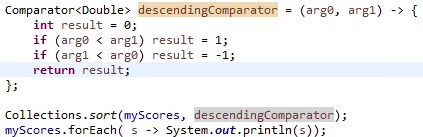 Comparator<Double> descendingComparator = (arg0, arg1) -> {
    int result = 0;
    if (arg0 < arg1) result = 1;
    if (arg1 < arg0) result = -1;
    return result;
};
Collections.sort(myScores, descendingComparator);
myScores.forEach( s -> System.out.println(s));